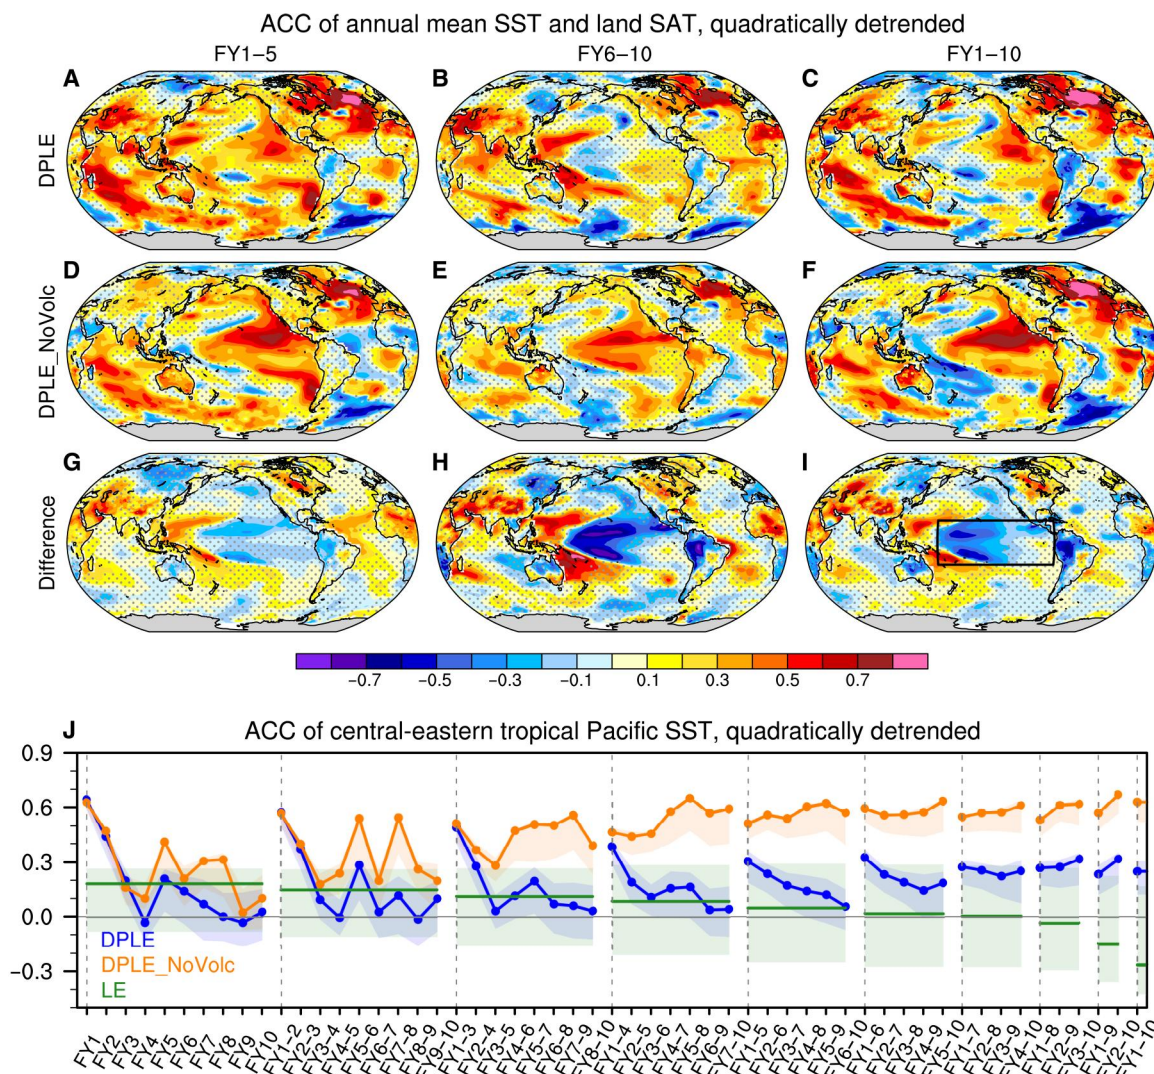 ACC of annual mean SST and land SAT, quadratically detrended
FY1−5 FY6−10 FY1−10
A B C
DPLE
D E F
DPLE_NoVolc
G H I
Difference
−0.7 −0.5 −0.3 −0.1 0.1 0.3 0.5 0.7
J ACC of central-eastern tropical Pacific SST, quadratically detrended
0.9
0.6
0.3
0.0
−0.3
DPLE
DPLE_NoVolc
LE
FY1 FY2 FY3 FY4 FY5 FY6 FY7 FY8 FY9 FY10 FY1−2 FY2−3 FY3−4 FY4−5 FY5−6 FY6−7 FY7−8 FY8−9 FY9−10 FY1−3 FY2−4 FY3−5 FY4−6 FY5−7 FY6−8 FY7−9 FY8−10 FY1−4 FY2−5 FY3−6 FY4−7 FY5−8 FY6−9 FY7−10 FY1−5 FY2−6 FY3−7 FY4−8 FY5−9 FY6−10 FY1−6 FY2−7 FY3−8 FY4−9 FY5−10 FY1−7 FY2−8 FY3−9 FY4−10 FY1−8 FY2−9 FY3−10 FY1−9 FY2−10 FY1−10